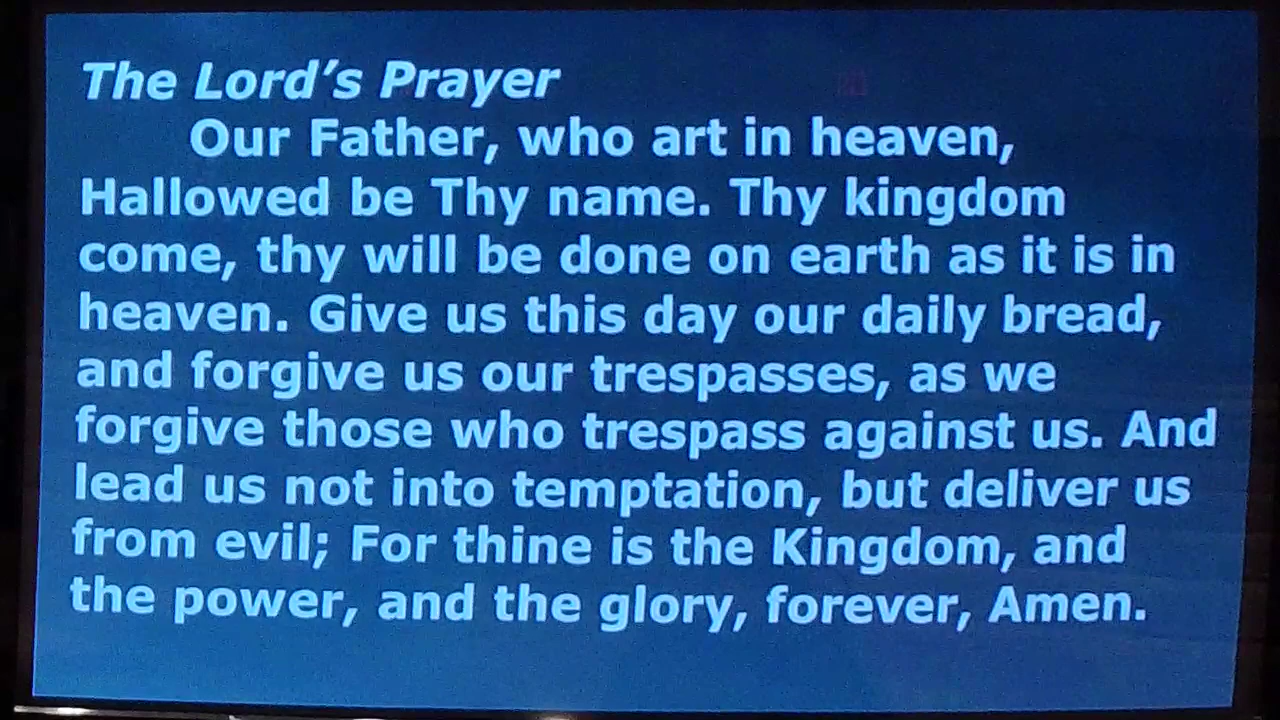 The Lord's Prayer
Our Father, who art in heaven,
Hallowed be Thy name. Thy kingdom
come, thy will be done on earth as it is in
heaven. Give us this day our daily bread,
and forgive us our trespasses, as we
forgive those who trespass against us. And
lead us not into temptation, but deliver us
from evil; For thine is the Kingdom, and
the power, and the glory, forever, Amen.